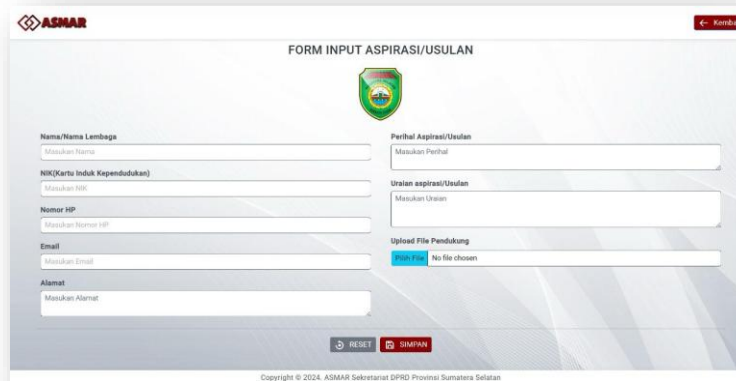 ASMAR
← Kemba
FORM INPUT ASPIRASI/USULAN
Nama/Nama Lembaga
Masukan Nama
NIK(Kartu Induk Kependudukan)
Masukan NIK
Nomor HP
Masukan Nomor HP
Email
Masukan Email
Alamat
Masukan Alamat
Perihal Aspirasi/Usulan
Masukan Perihal
Uraian aspirasi/Usulan
Masukan Uraian
Upload File Pendukung
Pilih File No file chosen
RESET SIMPAN
Copyright © 2024. ASMAR Sekretariat DPRD Provinsi Sumatera Selatan